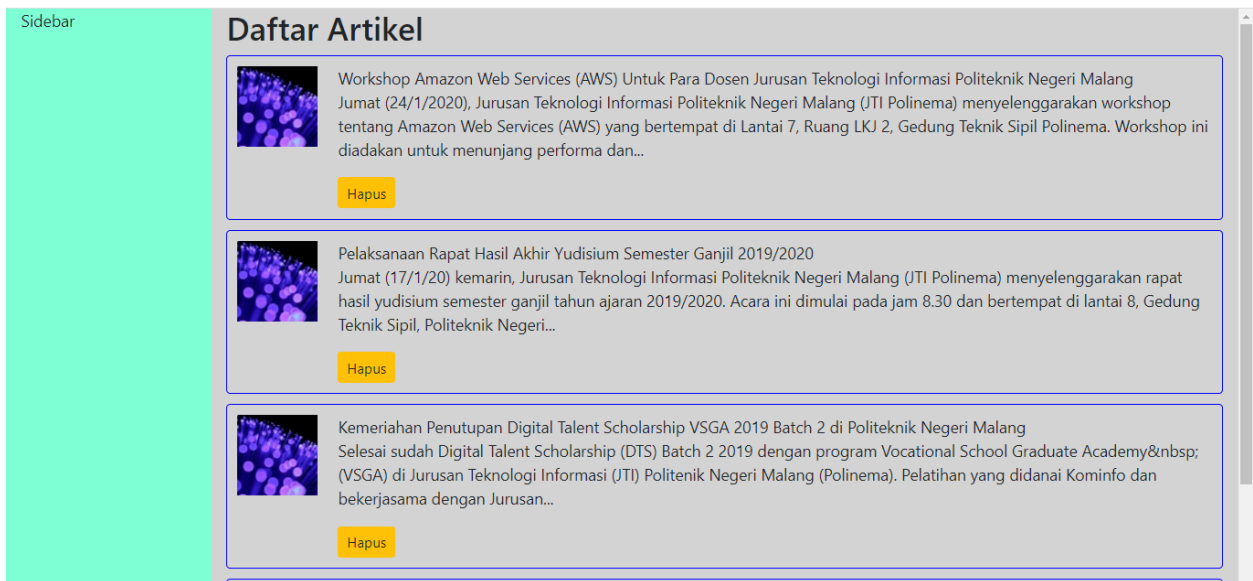 Sidebar
Daftar Artikel
Workshop Amazon Web Services (AWS) Untuk Para Dosen Jurusan Teknologi Informasi Politeknik Negeri Malang
Jumat (24/1/2020), Jurusan Teknologi Informasi Politeknik Negeri Malang (JTI Polinema) menyelenggarakan workshop
tentang Amazon Web Services (AWS) yang bertempat di Lantai 7, Ruang LKJ 2, Gedung Teknik Sipil Polinema. Workshop ini
diadakan untuk menunjang performa dan...
Hapus
Pelaksanaan Rapat Hasil Akhir Yudisium Semester Ganjil 2019/2020
Jumat (17/1/20) kemarin, Jurusan Teknologi Informasi Politeknik Negeri Malang (JTI Polinema) menyelenggarakan rapat
hasil yudisium semester ganjil tahun ajaran 2019/2020. Acara ini dimulai pada jam 8.30 dan bertempat di lantai 8, Gedung
Teknik Sipil, Politeknik Negeri...
Hapus
Kemeriahan Penutupan Digital Talent Scholarship VSGA 2019 Batch 2 di Politeknik Negeri Malang
Selesai sudah Digital Talent Scholarship (DTS) Batch 2 2019 dengan program Vocational School Graduate Academy&nbsp;
(VSGA) di Jurusan Teknologi Informasi (JTI) Politenik Negeri Malang (Polinema). Pelatihan yang didanai Kominfo dan
bekerjasama dengan Jurusan...
Hapus